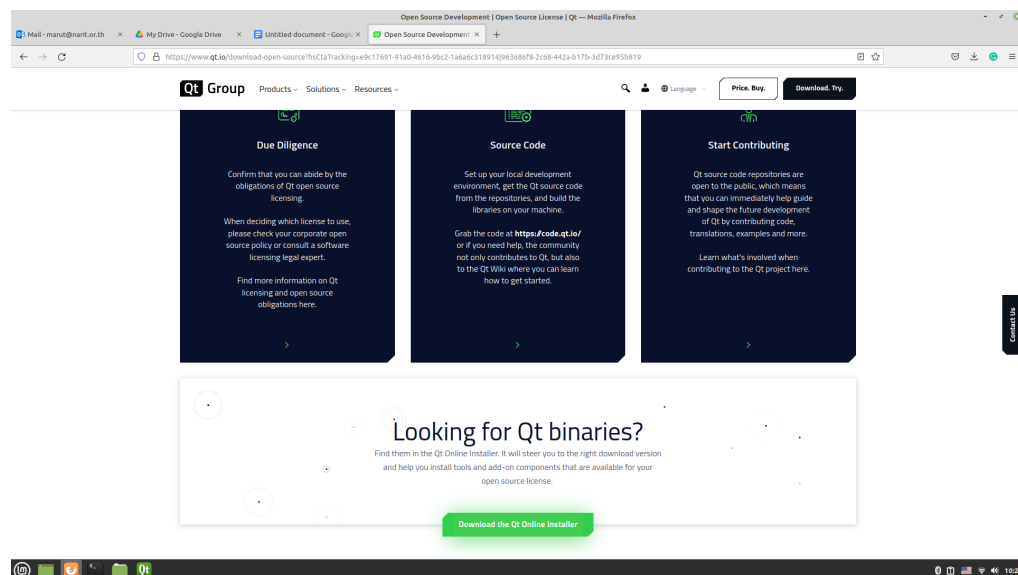 Open Source Development | Open Source License | Qt — Mozilla Firefox
Mail - marut@narit.or.th
My Drive - Google Drive
Untitled document - Google
Open Source Development
https://www.qt.io/download-open-source?hsCtaTracking=e9c17691-91a0-4616-9bc2-1a6a6c318914|963686f8-2c68-442a-b17b-3d73ce95b819
Qt Group
Products
Solutions
Resources
Language
Price. Buy.
Download. Try.
Due Diligence
Confirm that you can abide by the
obligations of Qt open source
licensing.
When deciding which license to use,
please check your corporate open
source policy or consult a software
licensing legal expert.
Find more information on Qt
licensing and open source
obligations here.
Source Code
Set up your local development
environment, get the Qt source code
from the repositories, and build the
libraries on your machine.
Grab the code at https://code.qt.io/
or if you need help, the community
not only contributes to Qt, but also
to the Qt Wiki where you can learn
how to get started.
Start Contributing
Qt source code repositories are
open to the public, which means
that you can immediately help guide
and shape the future development
of Qt by contributing code,
translations, examples and more.
Learn what's involved when
contributing to the Qt project here.
Contact Us
Looking for Qt binaries?
Find them in the Qt Online Installer. It will steer you to the right download version
and help you install tools and add-on components that are available for your
open source license.
Download the Qt Online Installer
Qt
10:2